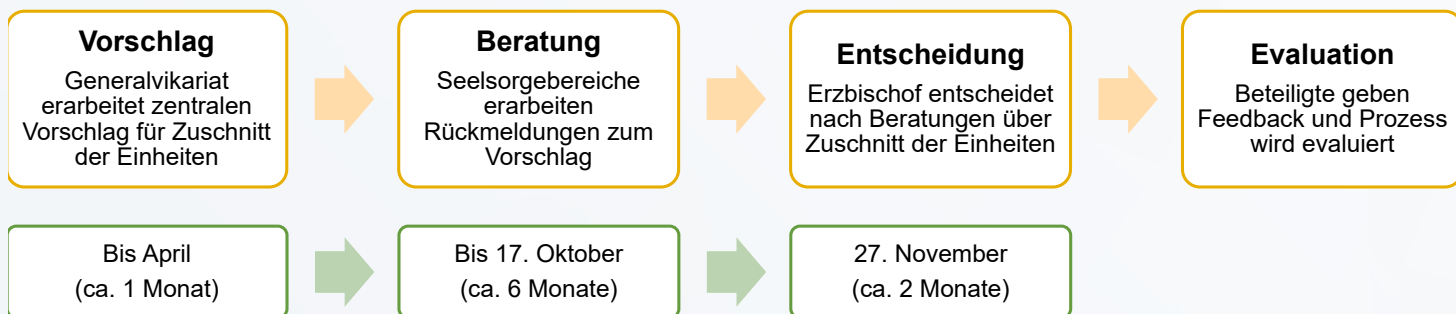 Vorschlag
Generalvikariat
erarbeitet zentralen
Vorschlag für Zuschnitt
der Einheiten
Beratung
Seelsorgebereiche
erarbeiten
Rückmeldungen zum
Vorschlag
Entscheidung
Erzbischof entscheidet
nach Beratungen über
Zuschnitt der Einheiten
Evaluation
Beteiligte geben
Feedback und Prozess
wird evaluiert
Bis April
(ca. 1 Monat)
Bis 17. Oktober
(ca. 6 Monate)
27. November
(ca. 2 Monate)